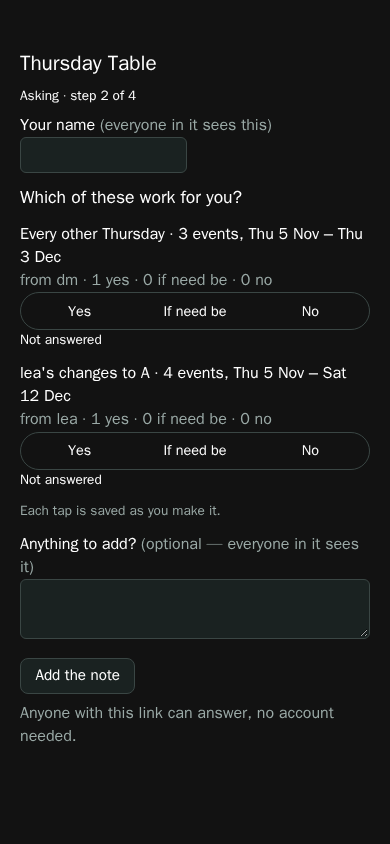 Thursday Table
Asking · step 2 of 4
Your name (everyone in it sees this)
Which of these work for you?
Every other Thursday · 3 events, Thu 5 Nov – Thu
3 Dec
from dm · 1 yes · 0 if need be · 0 no
Yes If need be No
Not answered
lea's changes to A · 4 events, Thu 5 Nov – Sat
12 Dec
from lea · 1 yes · 0 if need be · 0 no
Yes If need be No
Not answered
Each tap is saved as you make it.
Anything to add? (optional — everyone in it sees
it)
Add the note
Anyone with this link can answer, no account
needed.